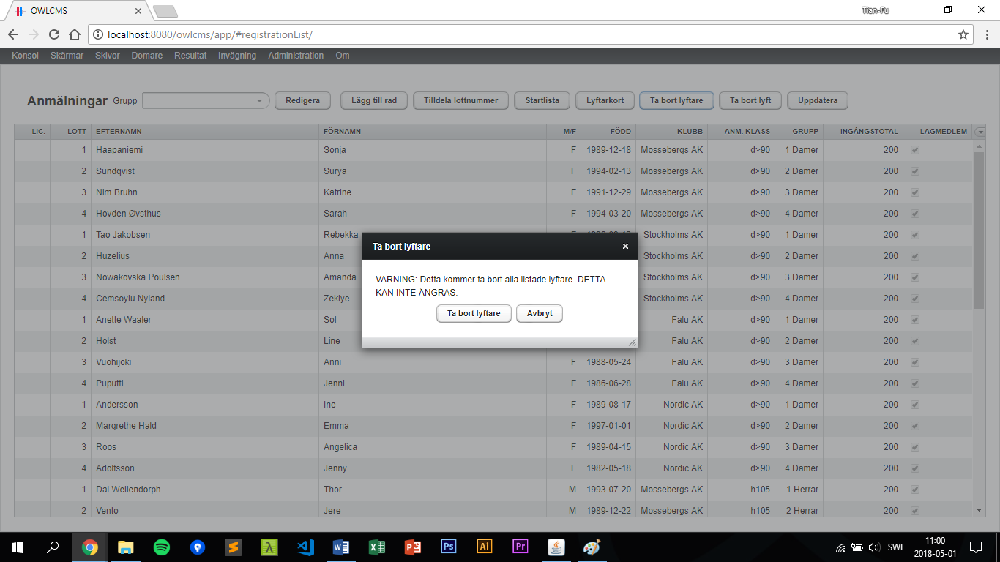 OWLCMS
Tian-Fu
localhost:8080/owlcms/app/#registrationList/
Konsol Skärmar Skivor Domare Resultat Invägning Administration Om
Anmälningar Grupp Redigera Lägg till rad Tilldela lottnummer Startlista Lyftarkort Ta bort lyftare Ta bort lyft Uppdatera
LIC. LOTT EFTERNAMN FÖRNAMN M/F FÖDD KLUBB ANM. KLASS GRUPP INGÅNGSTOTAL LAGMEDLEM
1 Haapaniemi Sonja F 1989-12-18 Mossebergs AK d>90 1 Damer 200
2 Sundqvist Surya F 1994-02-13 Mossebergs AK d>90 2 Damer 200
3 Nim Bruhn Katrine F 1991-12-29 Mossebergs AK d>90 3 Damer 200
4 Hovden Øvsthus Sarah F 1994-03-20 Mossebergs AK d>90 4 Damer 200
1 Tao Jakobsen Rebekka Stockholms AK d>90 1 Damer 200
2 Huzelius Anna Stockholms AK d>90 2 Damer 200
3 Nowakovska Poulsen Amanda Stockholms AK d>90 3 Damer 200
4 Cemsoylu Nyland Zekiye Stockholms AK d>90 4 Damer 200
1 Anette Waaler Sol Falu AK d>90 1 Damer 200
2 Holst Line Falu AK d>90 2 Damer 200
3 Vuohijoki Anni F 1988-05-24 Falu AK d>90 3 Damer 200
4 Puputti Jenni F 1986-06-28 Falu AK d>90 4 Damer 200
1 Andersson Ine F 1989-08-17 Nordic AK d>90 1 Damer 200
2 Margrethe Hald Emma F 1997-01-01 Nordic AK d>90 2 Damer 200
3 Roos Angelica F 1989-04-15 Nordic AK d>90 3 Damer 200
4 Adolfsson Jenny F 1982-05-18 Nordic AK d>90 4 Damer 200
1 Dal Wellendorph Thor M 1993-07-20 Mossebergs AK h105 1 Herrar 200
2 Vento Jere M 1989-12-22 Mossebergs AK h105 2 Herrar 200
Ta bort lyftare
VARNING: Detta kommer ta bort alla listade lyftare. DETTA
KAN INTE ÅNGRAS.
Ta bort lyftare Avbryt
Ps Ai Pr
SWE
11:00
2018-05-01